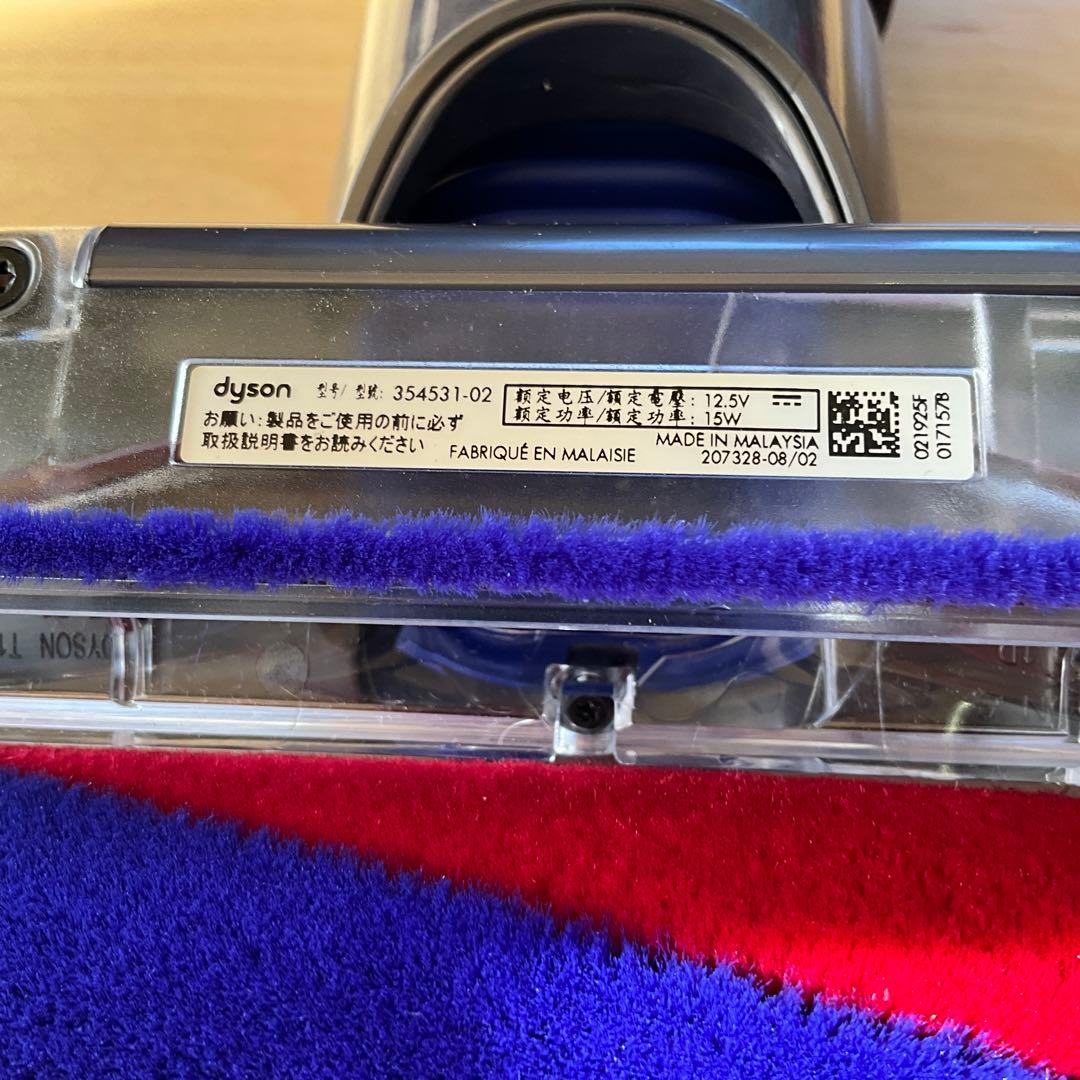 dyson 型号/ 型號: 354531-02
额定电压/額定電壓: 12.5V
额定功率/額定功率: 15W
お願い:製品をご使用の前に必ず
取扱説明書をお読みください
FABRIQUÉ EN MALAISIE
MADE IN MALAYSIA
207328-08/02
021925F
017157B
DYSON